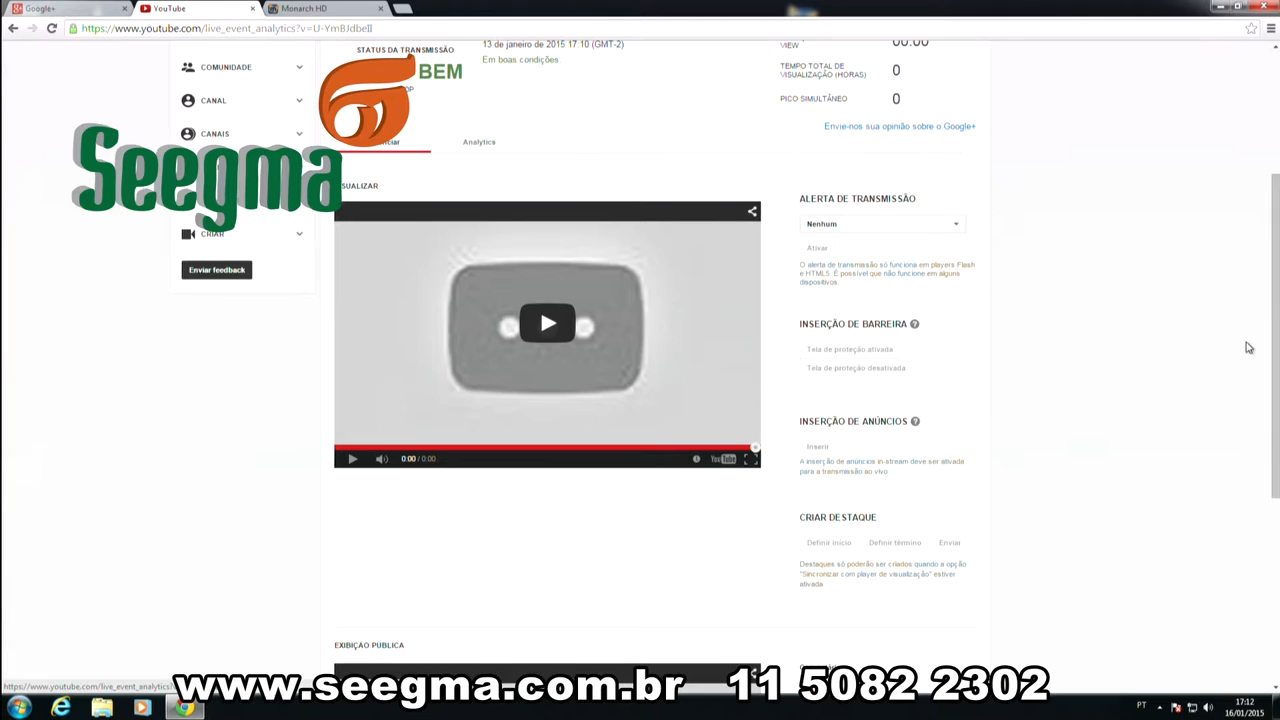 Google+
YouTube
Monarch HD
https://www.youtube.com/live_event_analytics?v=U-YmBJdbeII
STATUS DA TRANSMISSÃO
BEM
13 de janeiro de 2015 17:10 (GMT-2)
Em boas condições
VIEW
00:00
TEMPO TOTAL DE
VISUALIZAÇÃO (HORAS)
0
PICO SIMULTÂNEO
0
Envie-nos sua opinião sobre o Google+
COMUNIDADE
CANAL
CANAIS
CRIAR
Enviar feedback
Seegma
Analytics
ALERTA DE TRANSMISSÃO
Nenhum
Ativar
O alerta de transmissão só funciona em players Flash
e HTML5. É possível que não funcione em alguns
dispositivos
INSERÇÃO DE BARREIRA
Tela de proteção ativada
Tela de proteção desativada
INSERÇÃO DE ANÚNCIOS
Inserir
A inserção de anúncios in-stream deve ser ativada
para a transmissão ao vivo
CRIAR DESTAQUE
Definir início Definir término Enviar
Destaques só poderão ser criados quando a opção
"Sincronizar com player de visualização" estiver
ativada
0:00 / 0:00
YouTube
EXIBIÇÃO PÚBLICA
https://www.youtube.com/live_event_analytics?
www.seegma.com.br 11 5082 2302
PT
17:12
16/01/2015